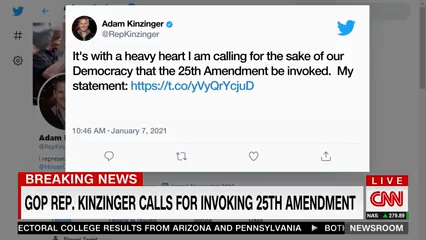 Adam Kinzinger
@RepKinzinger
It's with a heavy heart I am calling for the sake of our
Democracy that the 25th Amendment be invoked. My
statement: https://t.co/yVyQrYcjuD
10:46 AM - January 7, 2021
BREAKING NEWS
LIVE
GOP REP. KINZINGER CALLS FOR INVOKING 25TH AMENDMENT
CNN
NAS ▲ 279.89
ECTORAL COLLEGE RESULTS FROM ARIZONA AND PENNSYLVANIA
BOTH
NEWSROOM